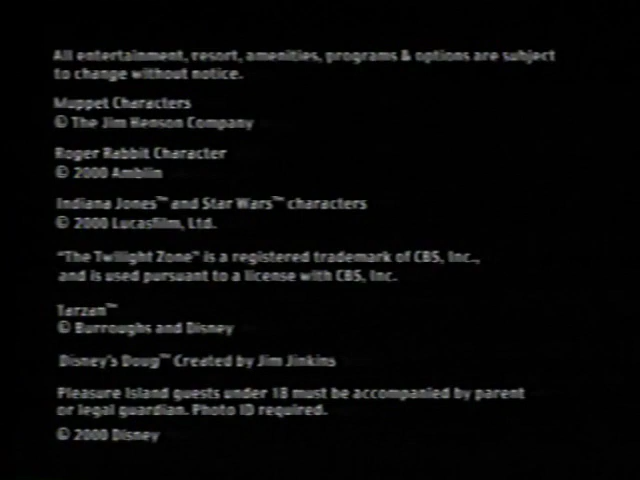 All entertainment, resort, amenities, programs & options are subject
to change without notice.
Muppet Characters
© The Jim Henson Company
Roger Rabbit Character
© 2000 Amblin
Indiana Jones™ and Star Wars™ characters
© 2000 Lucasfilm, Ltd.
"The Twilight Zone" is a registered trademark of CBS, Inc.,
and is used pursuant to a license with CBS, Inc.
Tarzan™
© Burroughs and Disney
Disney's Doug™ Created by Jim Jinkins
Pleasure Island guests under 18 must be accompanied by parent
or legal guardian. Photo ID required.
© 2000 Disney